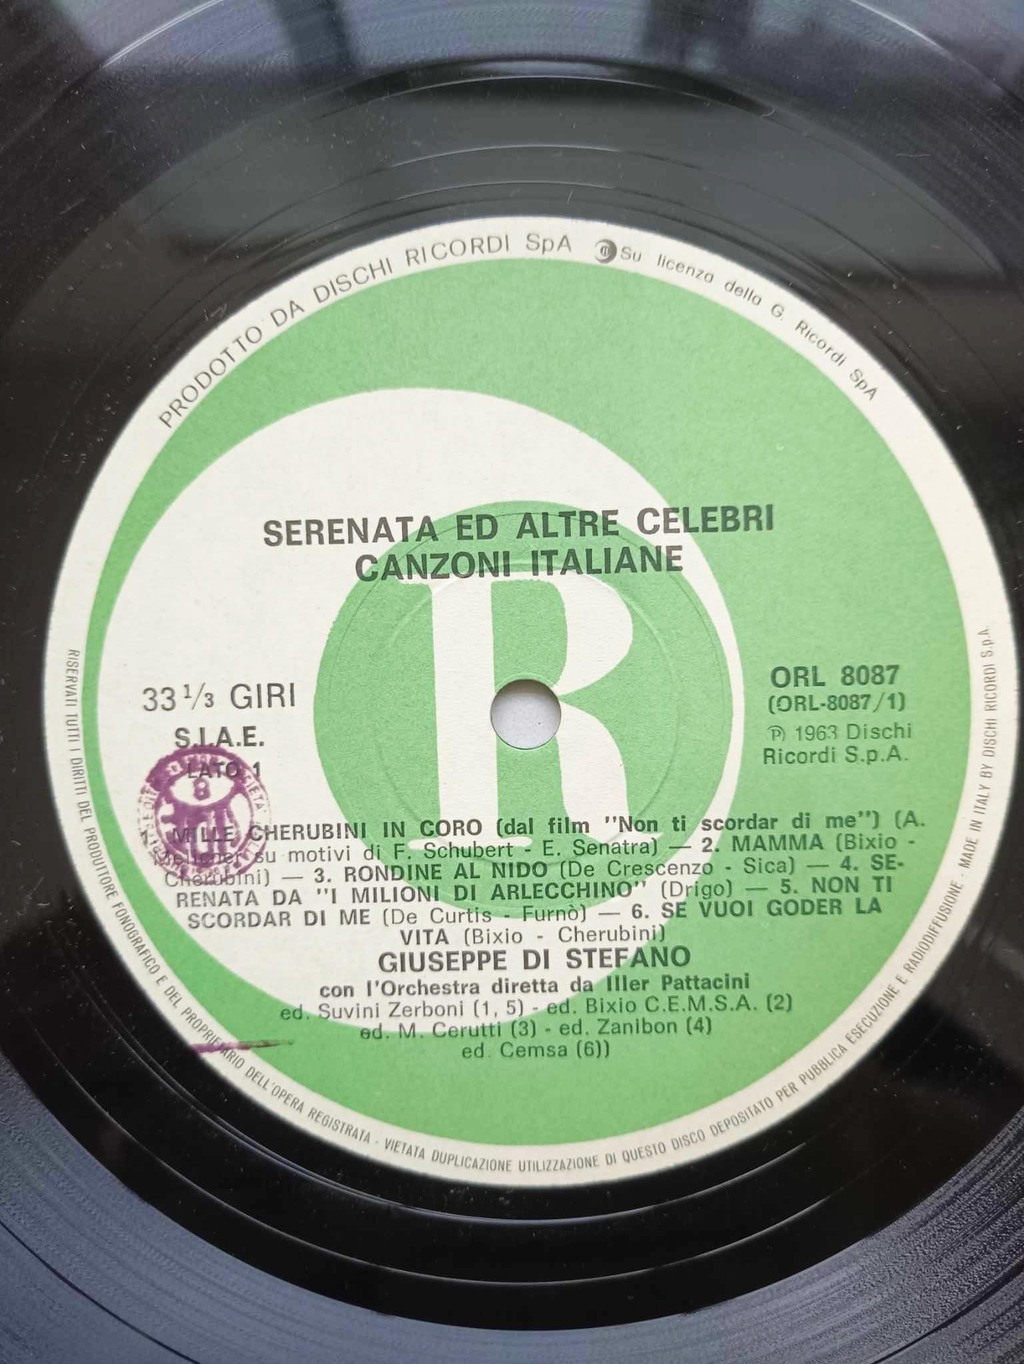 PRODOTTO DA DISCHI RICORDI SpA
Su licenza della G. Ricordi SpA
SERENATA ED ALTRE CELEBRI
CANZONI ITALIANE
R
33 1/3 GIRI
S.I.A.E.
LATO 1
8
ORL 8087
(ORL-8087/1)
℗ 1963 Dischi
Ricordi S.p.A.
MILLE CHERUBINI IN CORO (dal film "Non ti scordar di me") (A.
su motivi di F. Schubert - E. Senatra) — 2. MAMMA (Bixio -
Cherubini) — 3. RONDINE AL NIDO (De Crescenzo - Sica) — 4. SE-
RENATA DA "I MILIONI DI ARLECCHINO" (Drigo) — 5. NON TI
SCORDAR DI ME (De Curtis - Furnò) — 6. SE VUOI GODER LA
VITA (Bixio - Cherubini)
GIUSEPPE DI STEFANO
con l'Orchestra diretta da Iller Pattacini
ed. Suvini Zerboni (1, 5) - ed. Bixio C.E.M.S.A. (2)
ed. M. Cerutti (3) - ed. Zanibon (4)
ed. Cemsa (6))
RISERVATI TUTTI I DIRITTI DEL PRODUTTORE FONOGRAFICO E DEL PROPRIETARIO DELL'OPERA REGISTRATA - VIETATA DUPLICAZIONE UTILIZZAZIONE DI QUESTO DISCO DEPOSITATO PER PUBBLICA ESECUZIONE E RADIODIFFUSIONE - MADE IN ITALY BY DISCHI RICORDI S.p.A.